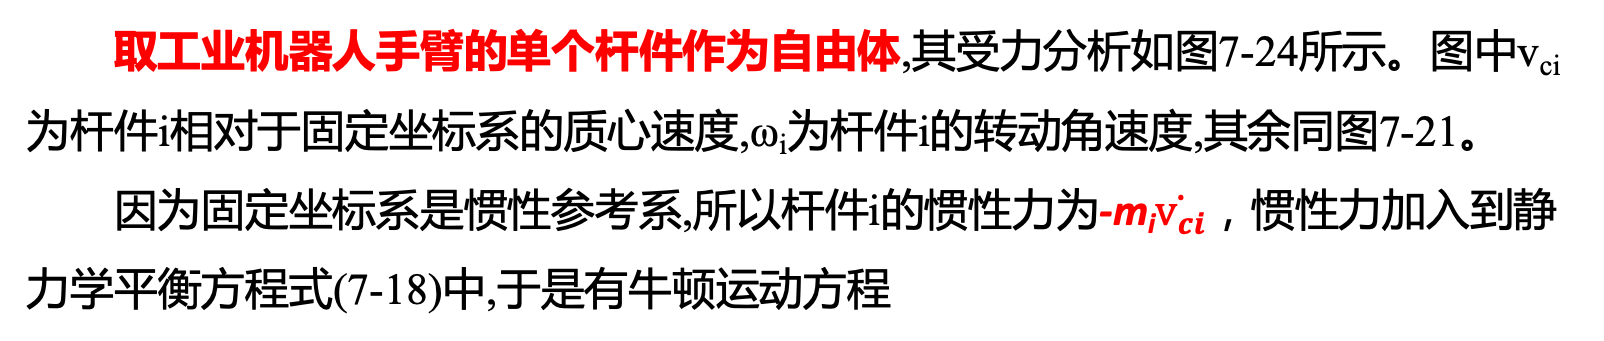 取工业机器人手臂的单个杆件作为自由体,其受力分析如图7-24所示。图中v_ci
为杆件i相对于固定坐标系的质心速度,ω_i为杆件i的转动角速度,其余同图7-21。
因为固定坐标系是惯性参考系,所以杆件i的惯性力为-m_i v̇_ci，惯性力加入到静
力学平衡方程式(7-18)中,于是有牛顿运动方程